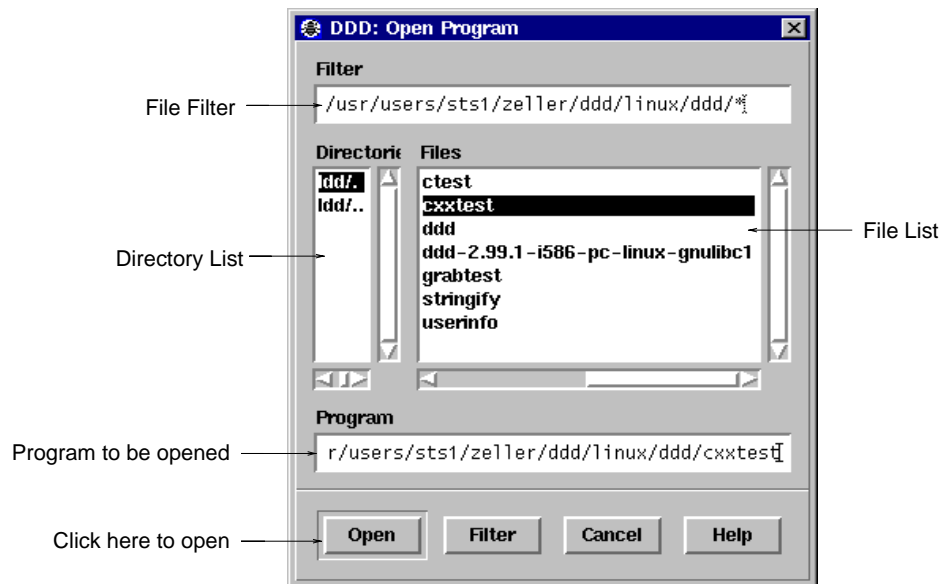 DDD: Open Program
Filter
File Filter
/usr/users/sts1/zeller/ddd/linux/ddd/*
Directorie
Files
ldd/.
ldd/..
ctest
cxxtest
ddd
ddd-2.99.1-i586-pc-linux-gnulibc1
grabtest
stringify
userinfo
File List
Directory List
Program
Program to be opened
r/users/sts1/zeller/ddd/linux/ddd/cxxtest
Click here to open
Open
Filter
Cancel
Help